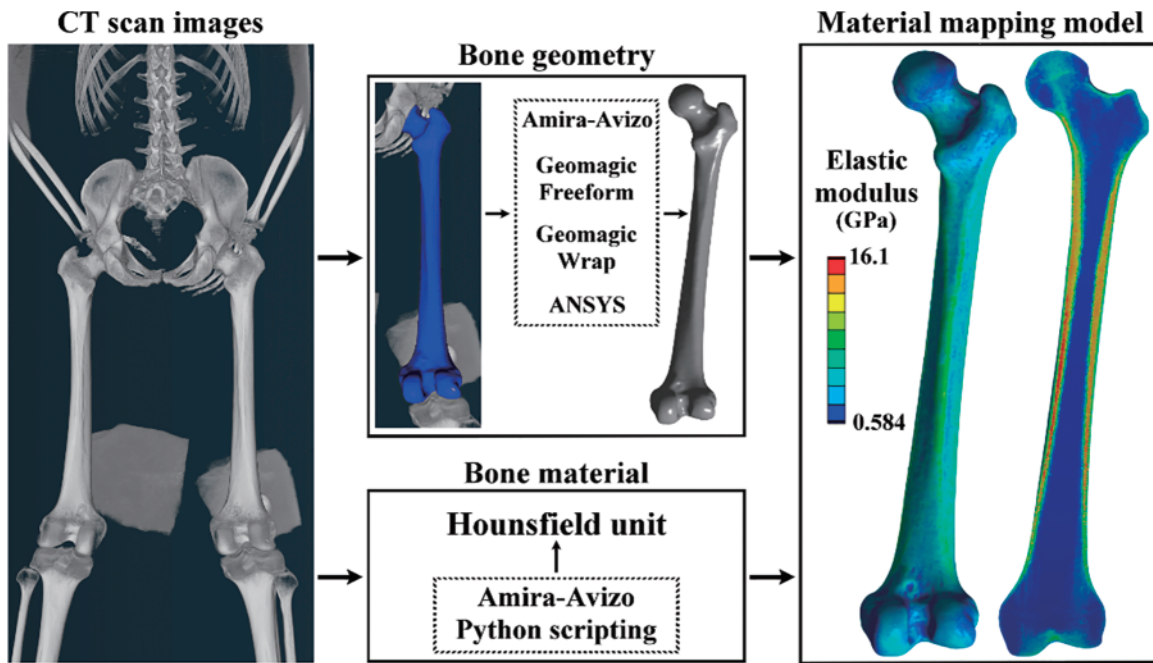 CT scan images
Bone geometry
Amira-Avizo
Geomagic
Freeform
Geomagic
Wrap
ANSYS
Bone material
Hounsfield unit
Amira-Avizo
Python scripting
Material mapping model
Elastic
modulus
(GPa)
16.1
0.584